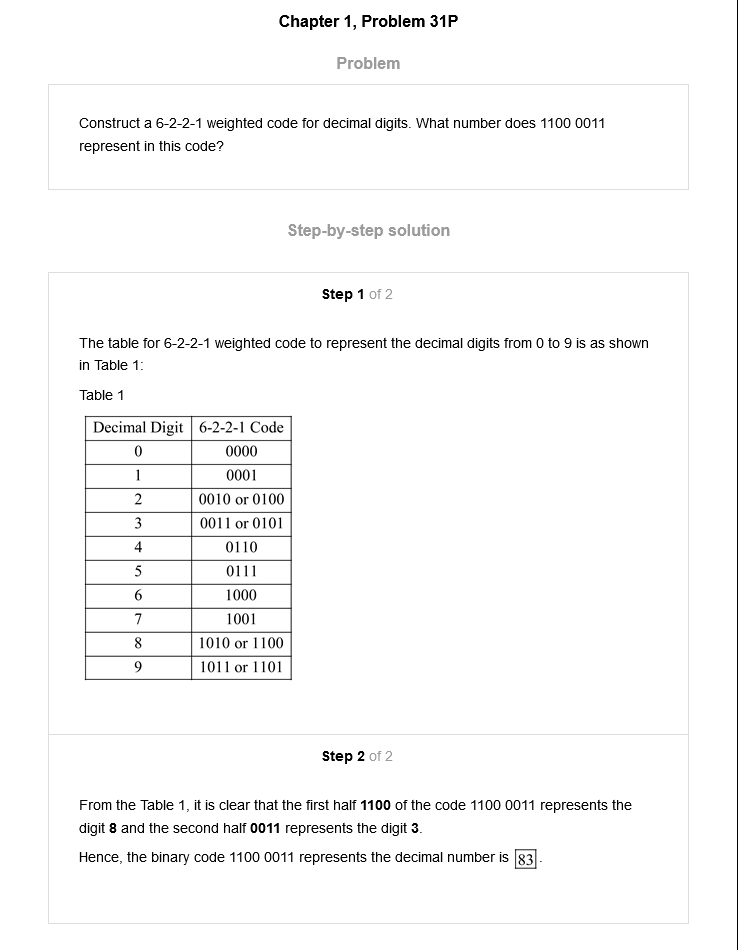 Chapter 1, Problem 31P
Problem
Construct a 6-2-2-1 weighted code for decimal digits. What number does 1100 0011
represent in this code?
Step-by-step solution
Step 1 of 2
The table for 6-2-2-1 weighted code to represent the decimal digits from 0 to 9 is as shown
in Table 1:
Table 1
Decimal Digit 6-2-2-1 Code
0 0000
1 0001
2 0010 or 0100
3 0011 or 0101
4 0110
5 0111
6 1000
7 1001
8 1010 or 1100
9 1011 or 1101
Step 2 of 2
From the Table 1, it is clear that the first half 1100 of the code 1100 0011 represents the
digit 8 and the second half 0011 represents the digit 3.
Hence, the binary code 1100 0011 represents the decimal number is 83.